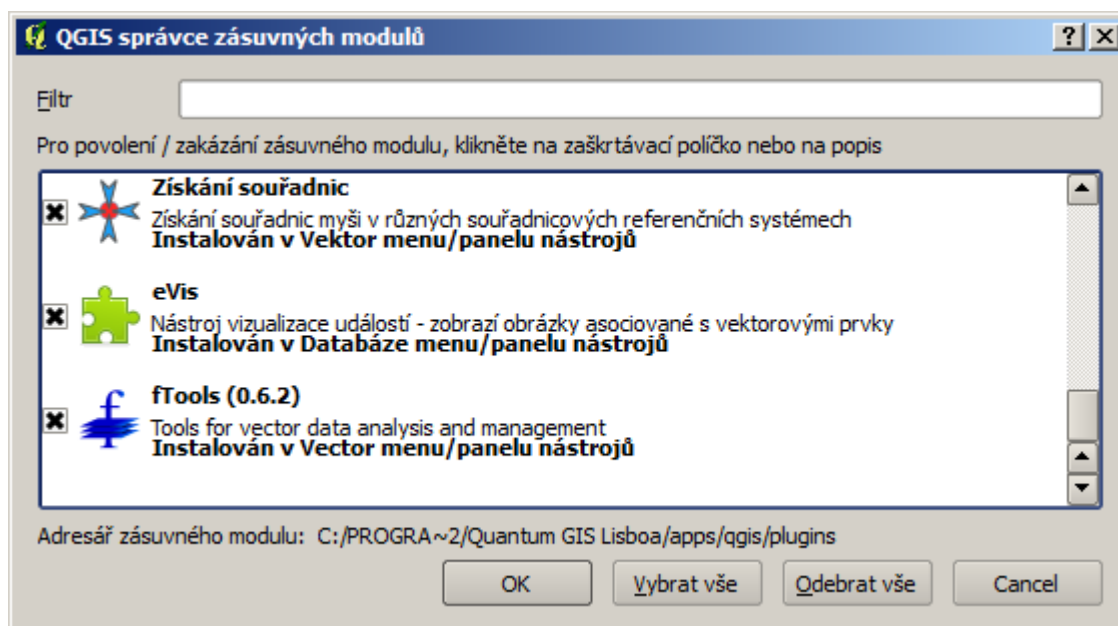 QGIS správce zásuvných modulů
Filtr
Pro povolení / zakázání zásuvného modulu, klikněte na zaškrtávací políčko nebo na popis
Získání souřadnic
Získání souřadnic myši v různých souřadnicových referenčních systémech
Instalován v Vektor menu/panelu nástrojů
eVis
Nástroj vizualizace událostí - zobrazí obrázky asociované s vektorovými prvky
Instalován v Databáze menu/panelu nástrojů
fTools (0.6.2)
Tools for vector data analysis and management
Instalován v Vector menu/panelu nástrojů
Adresář zásuvného modulu: C:/PROGRA~2/Quantum GIS Lisboa/apps/qgis/plugins
OK Vybrat vše Odebrat vše Cancel